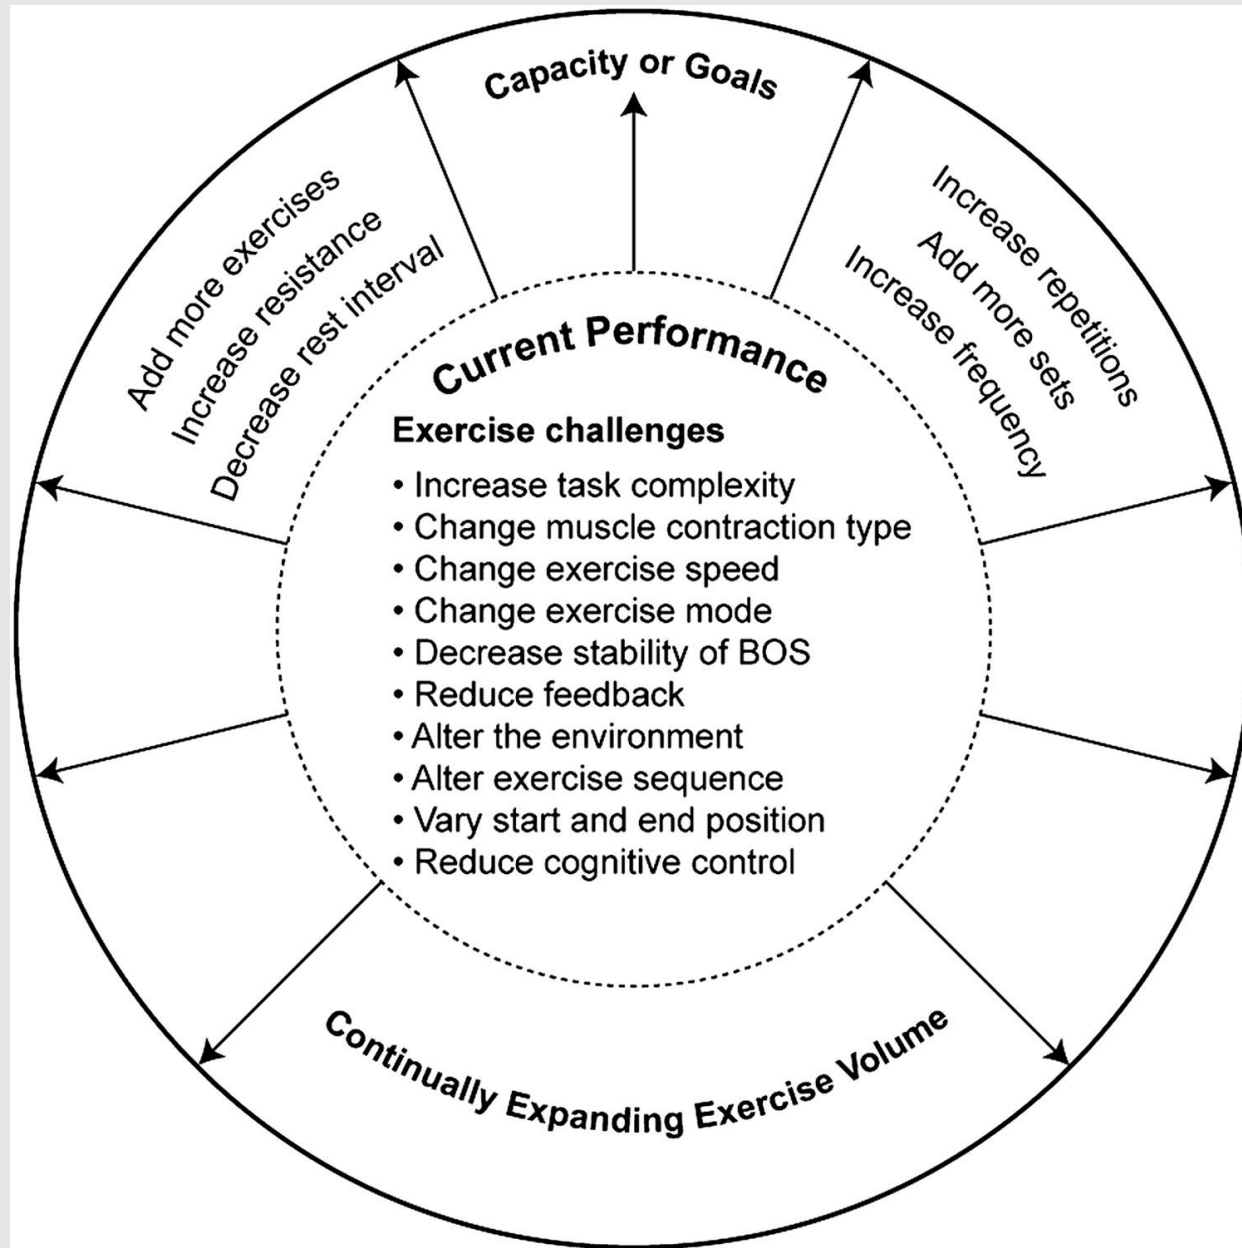 Capacity or Goals
Add more exercises
Increase resistance
Decrease rest interval
Increase repetitions
Add more sets
Increase frequency
Current Performance
Exercise challenges
• Increase task complexity
• Change muscle contraction type
• Change exercise speed
• Change exercise mode
• Decrease stability of BOS
• Reduce feedback
• Alter the environment
• Alter exercise sequence
• Vary start and end position
• Reduce cognitive control
Continually Expanding Exercise Volume